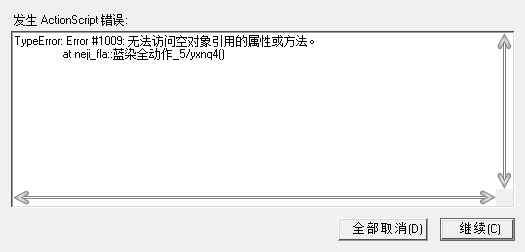 发生 ActionScript 错误:
TypeError: Error #1009: 无法访问空对象引用的属性或方法。
at neji_fla::蓝染全动作_5/yxnq4()
全部取消(D)
继续(C)